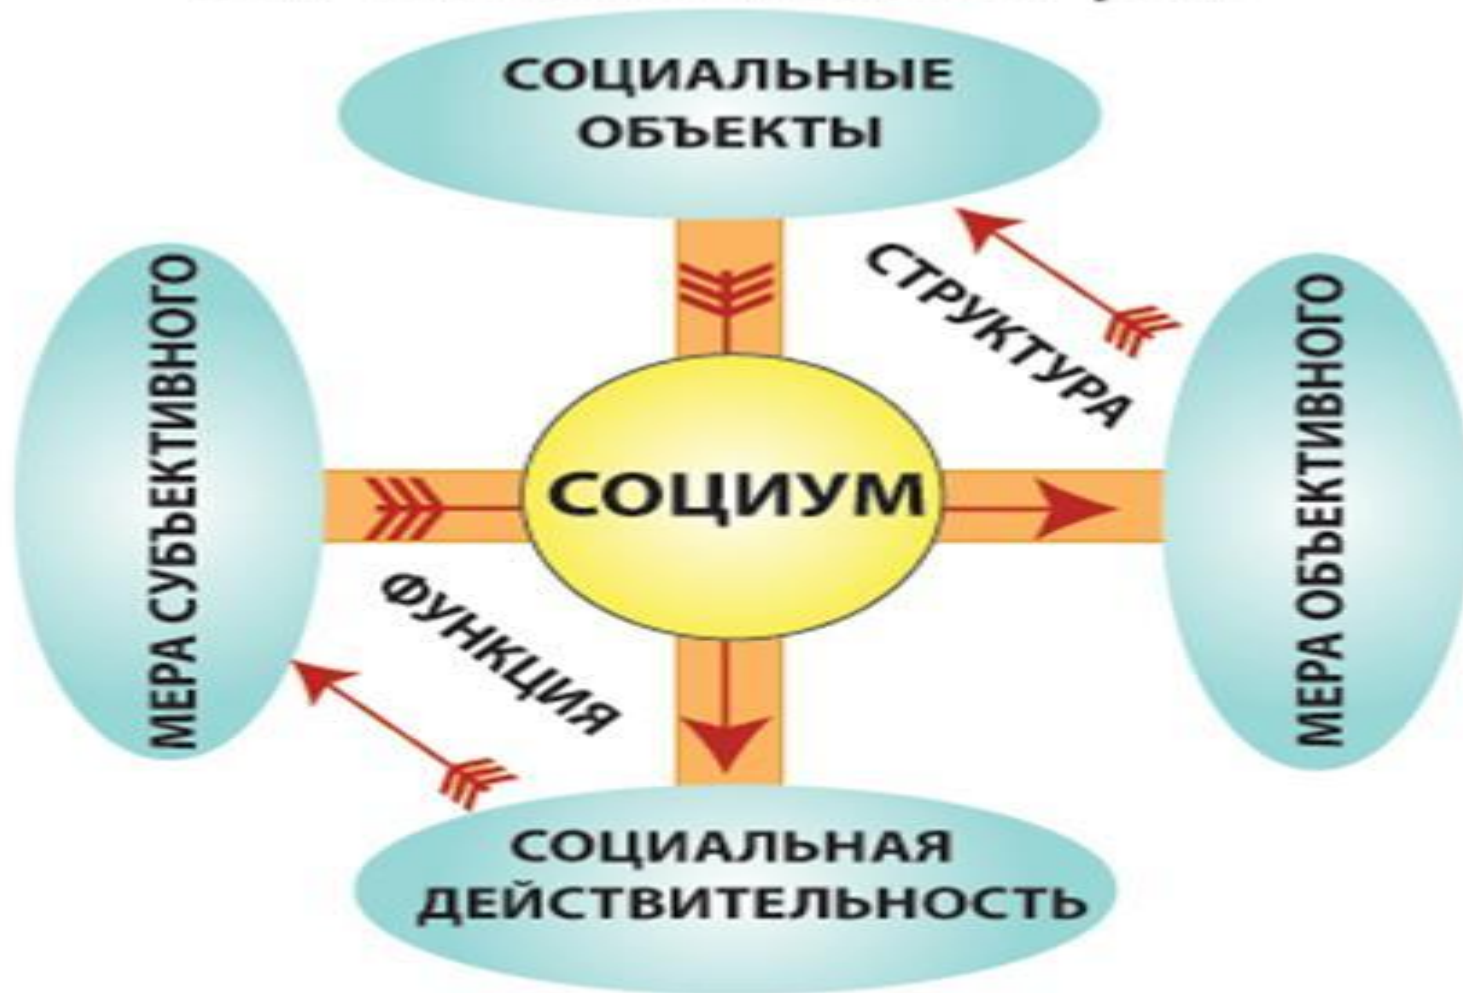 СОЦИАЛЬНЫЕ
ОБЪЕКТЫ
СТРУКТУРА
МЕРА СУБЪЕКТИВНОГО
СОЦИУМ
МЕРА ОБЪЕКТИВНОГО
ФУНКЦИЯ
СОЦИАЛЬНАЯ
ДЕЙСТВИТЕЛЬНОСТЬ